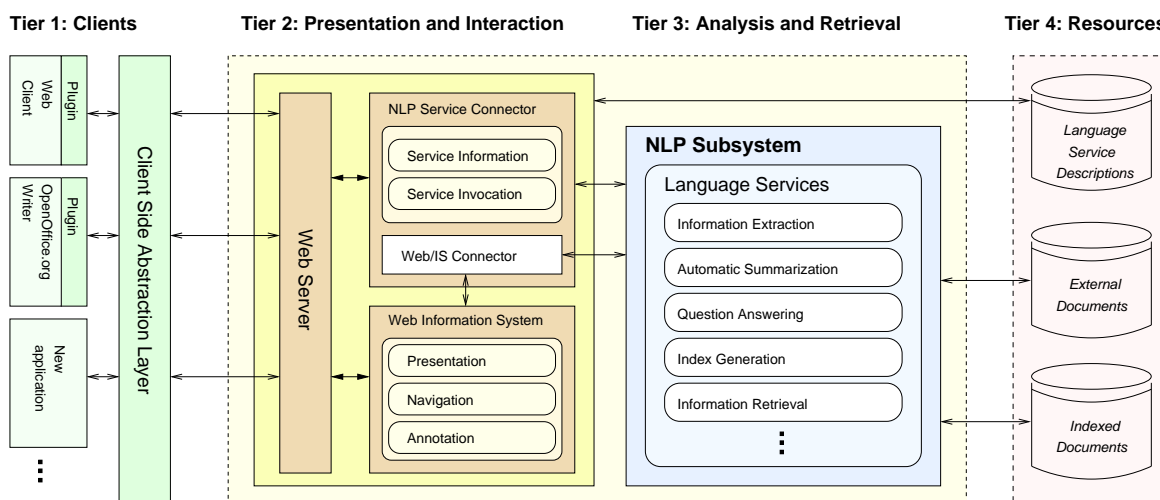 Tier 1: Clients
Tier 2: Presentation and Interaction
Tier 3: Analysis and Retrieval
Tier 4: Resources
Plugin
Web
Client
Plugin
OpenOffice.org
Writer
New
application
...
Client Side Abstraction Layer
Web Server
NLP Service Connector
Service Information
Service Invocation
Web/IS Connector
Web Information System
Presentation
Navigation
Annotation
NLP Subsystem
Language Services
Information Extraction
Automatic Summarization
Question Answering
Index Generation
Information Retrieval
...
Language
Service
Descriptions
External
Documents
Indexed
Documents